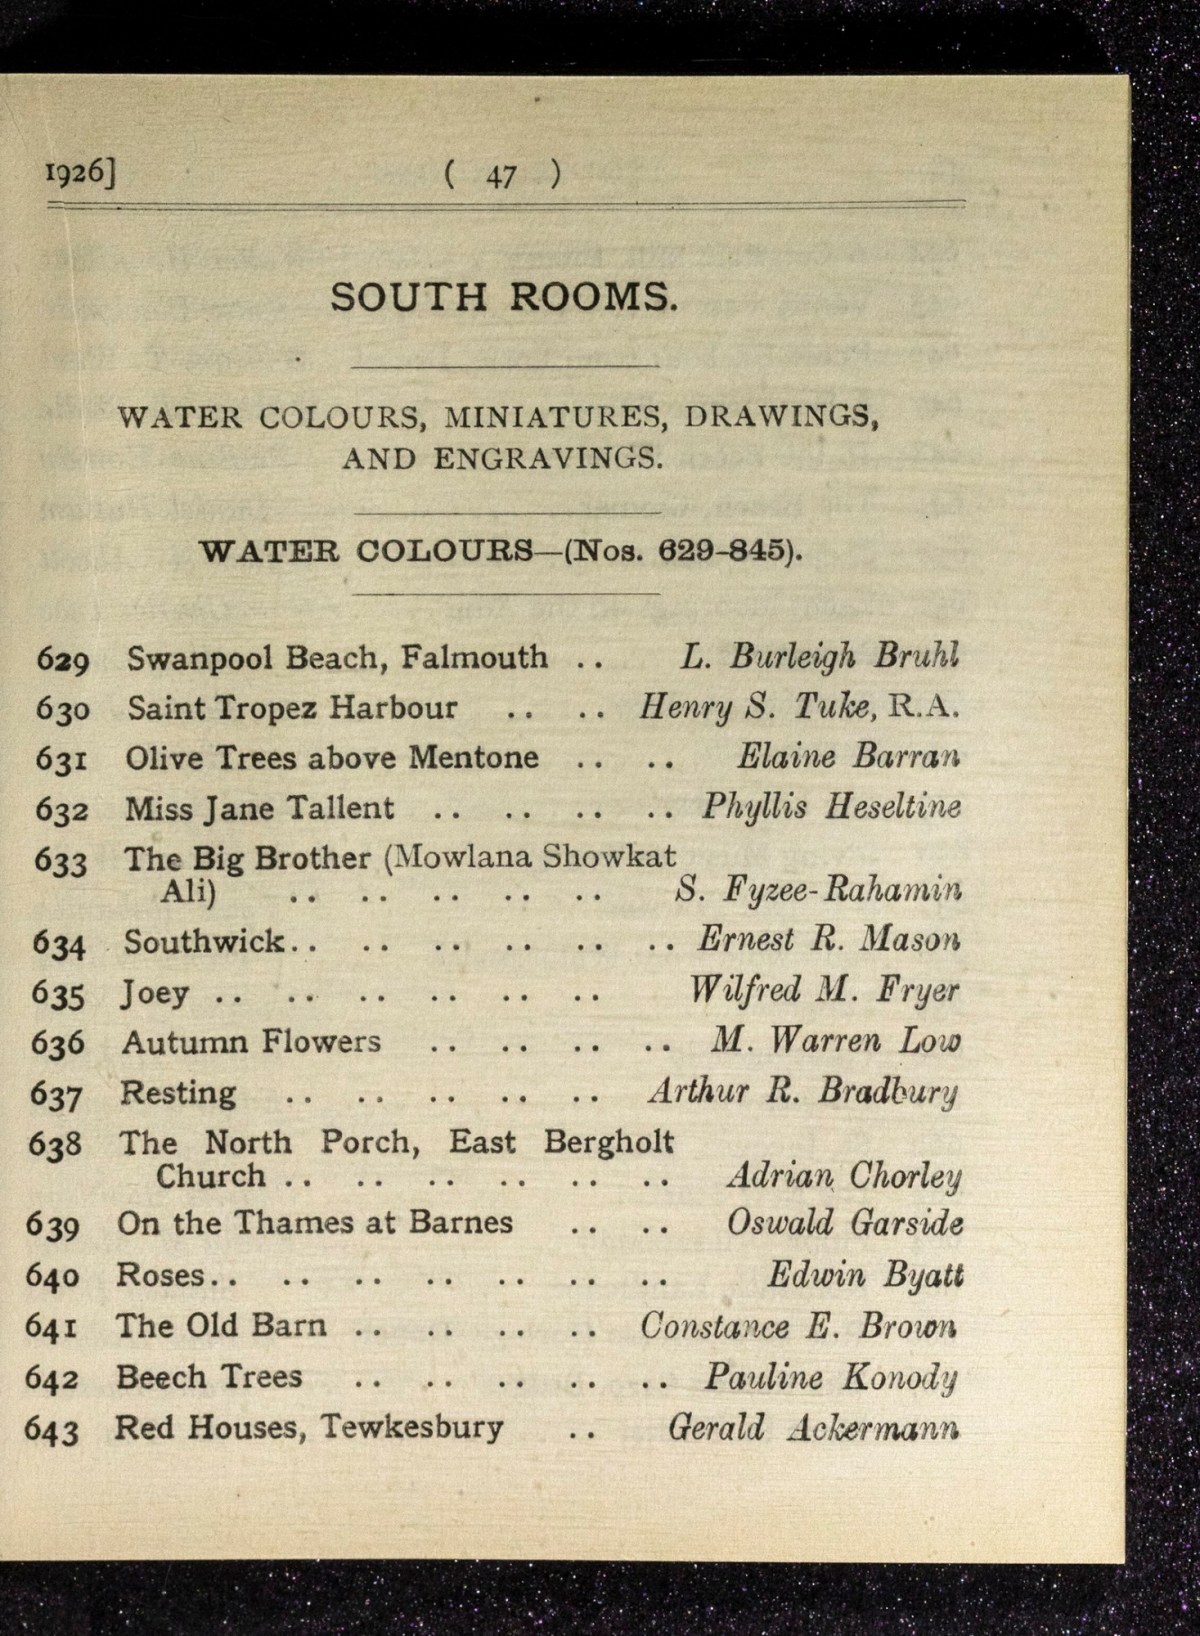 1926] ( 47 )
SOUTH ROOMS.
WATER COLOURS, MINIATURES, DRAWINGS,
AND ENGRAVINGS.
WATER COLOURS—(Nos. 629-845).
629 Swanpool Beach, Falmouth .. L. Burleigh Bruhl
630 Saint Tropez Harbour .. .. Henry S. Tuke, R.A.
631 Olive Trees above Mentone .. .. Elaine Barran
632 Miss Jane Tallent .. .. .. .. Phyllis Heseltine
633 The Big Brother (Mowlana Showkat
Ali) .. .. .. .. .. S. Fyzee-Rahamin
634 Southwick.. .. .. .. .. .. Ernest R. Mason
635 Joey .. .. .. .. .. .. Wilfred M. Fryer
636 Autumn Flowers .. .. .. .. M. Warren Low
637 Resting .. .. .. .. .. Arthur R. Bradbury
638 The North Porch, East Bergholt
Church .. .. .. .. .. .. Adrian Chorley
639 On the Thames at Barnes .. .. Oswald Garside
640 Roses.. .. .. .. .. .. .. Edwin Byatt
641 The Old Barn .. .. .. .. Constance E. Brown
642 Beech Trees .. .. .. .. .. Pauline Konody
643 Red Houses, Tewkesbury .. Gerald Ackermann